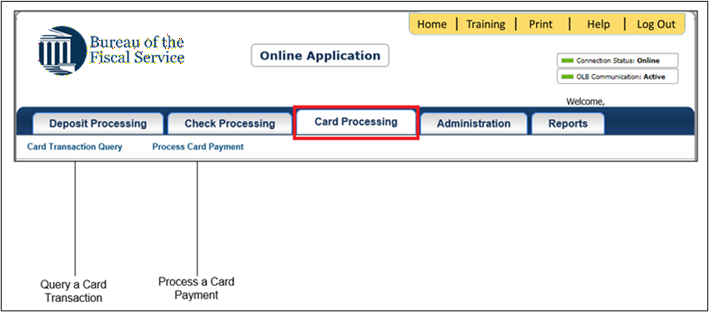 Home | Training | Print | Help | Log Out
Bureau of the
Fiscal Service
Online Application
Connection Status: Online
OLB Communication: Active
Welcome,
Deposit Processing Check Processing Card Processing Administration Reports
Card Transaction Query Process Card Payment
Query a Card
Transaction
Process a Card
Payment